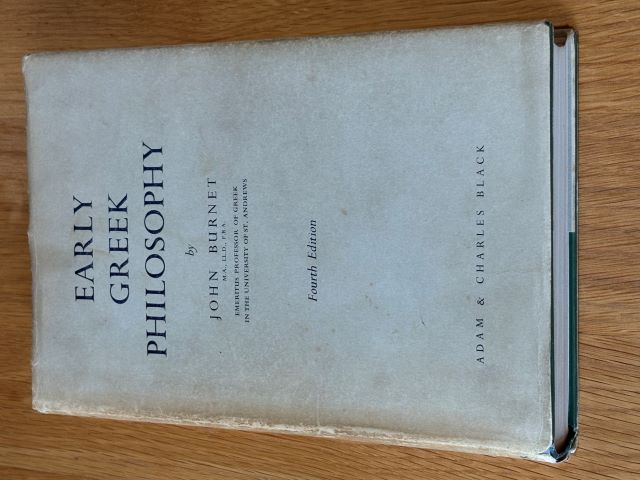 EARLY
GREEK
PHILOSOPHY
by
JOHN BURNET
M.A., LL.D., F.B.A.
EMERITUS PROFESSOR OF GREEK
IN THE UNIVERSITY OF ST. ANDREWS
Fourth Edition
ADAM & CHARLES BLACK